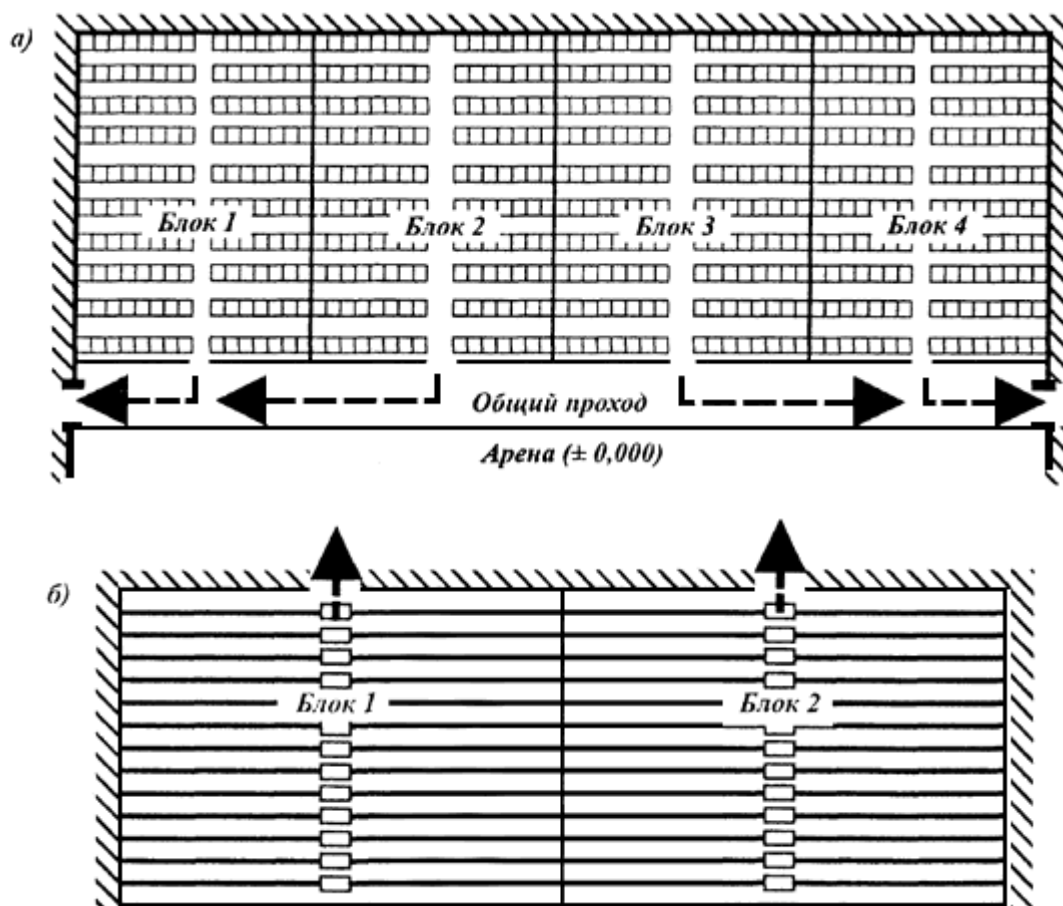 а)
Блок 1 Блок 2 Блок 3 Блок 4
Общий проход
Арена (± 0,000)
б)
Блок 1 Блок 2